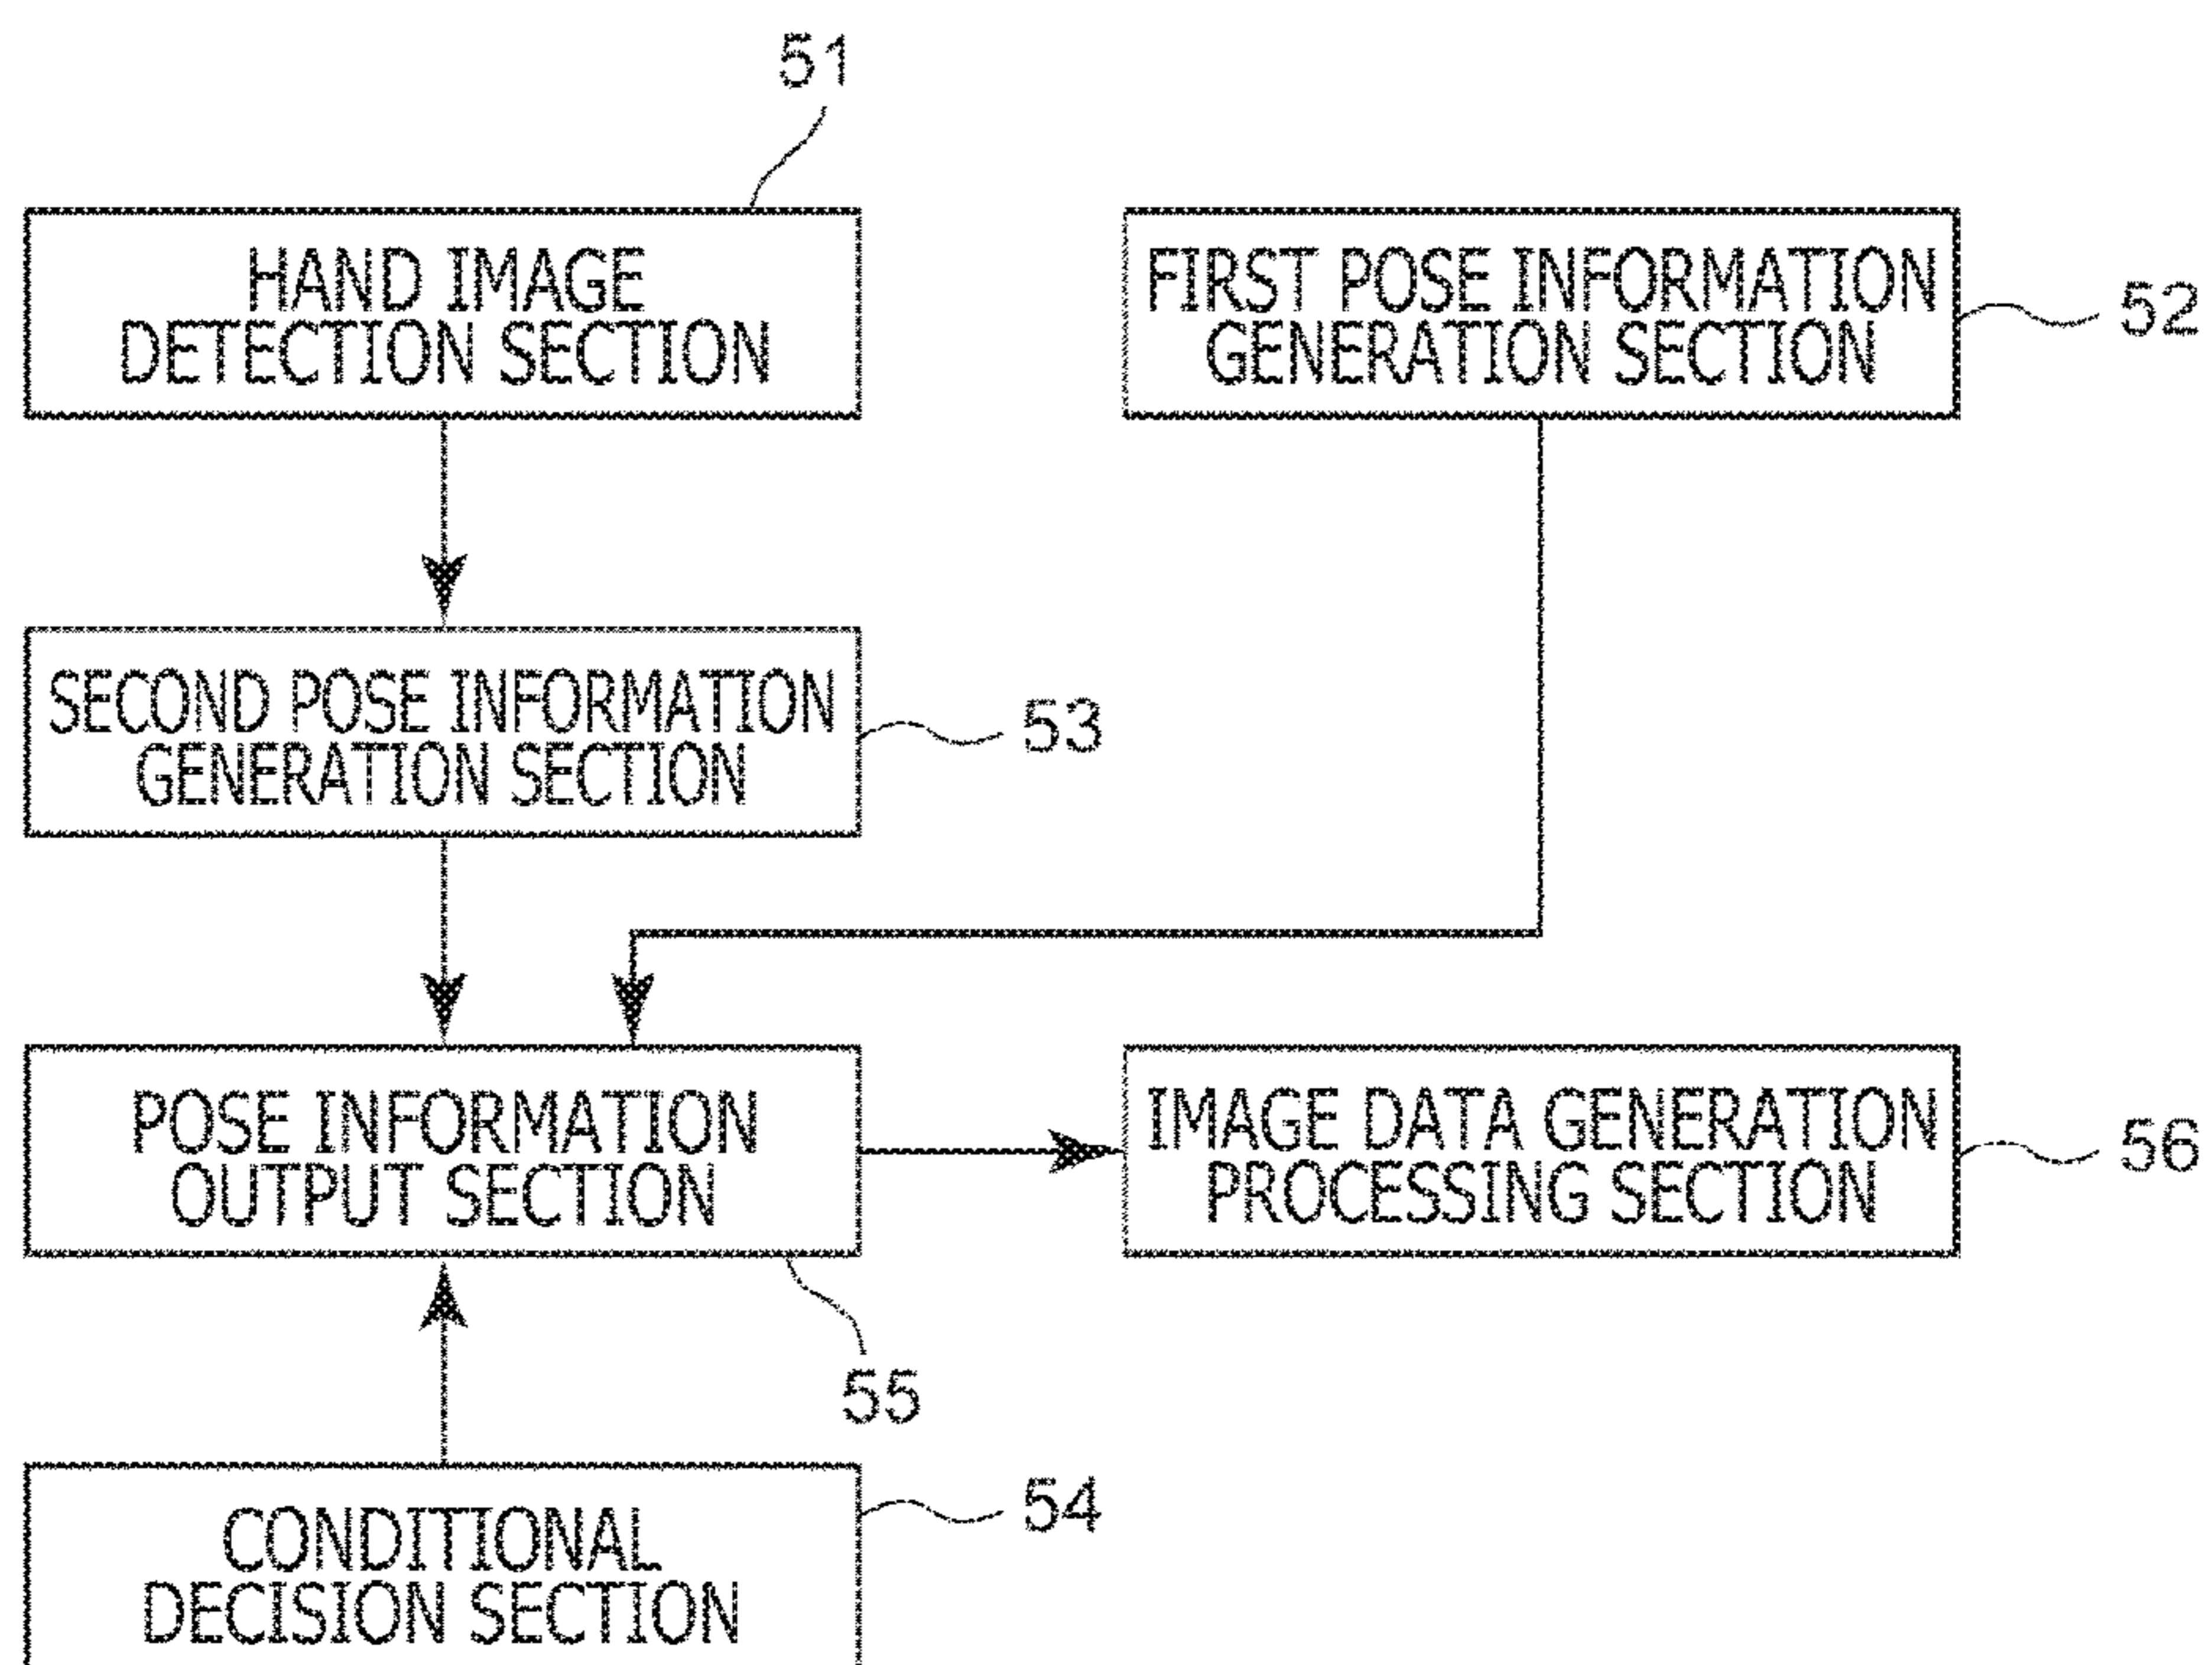 51
HAND IMAGE
DETECTION SECTION
FIRST POSE INFORMATION
GENERATION SECTION
52
SECOND POSE INFORMATION
GENERATION SECTION
53
POSE INFORMATION
OUTPUT SECTION
55
IMAGE DATA GENERATION
PROCESSING SECTION
56
CONDITIONAL
DECISION SECTION
54